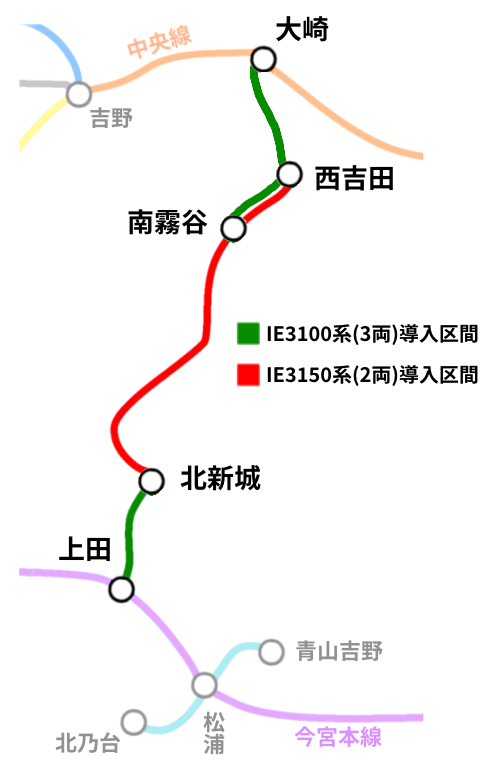 大崎
中央線
吉野
西吉田
南霧谷
IE3100系(3両)導入区間
IE3150系(2両)導入区間
北新城
上田
青山吉野
松浦
北乃台
今宮本線